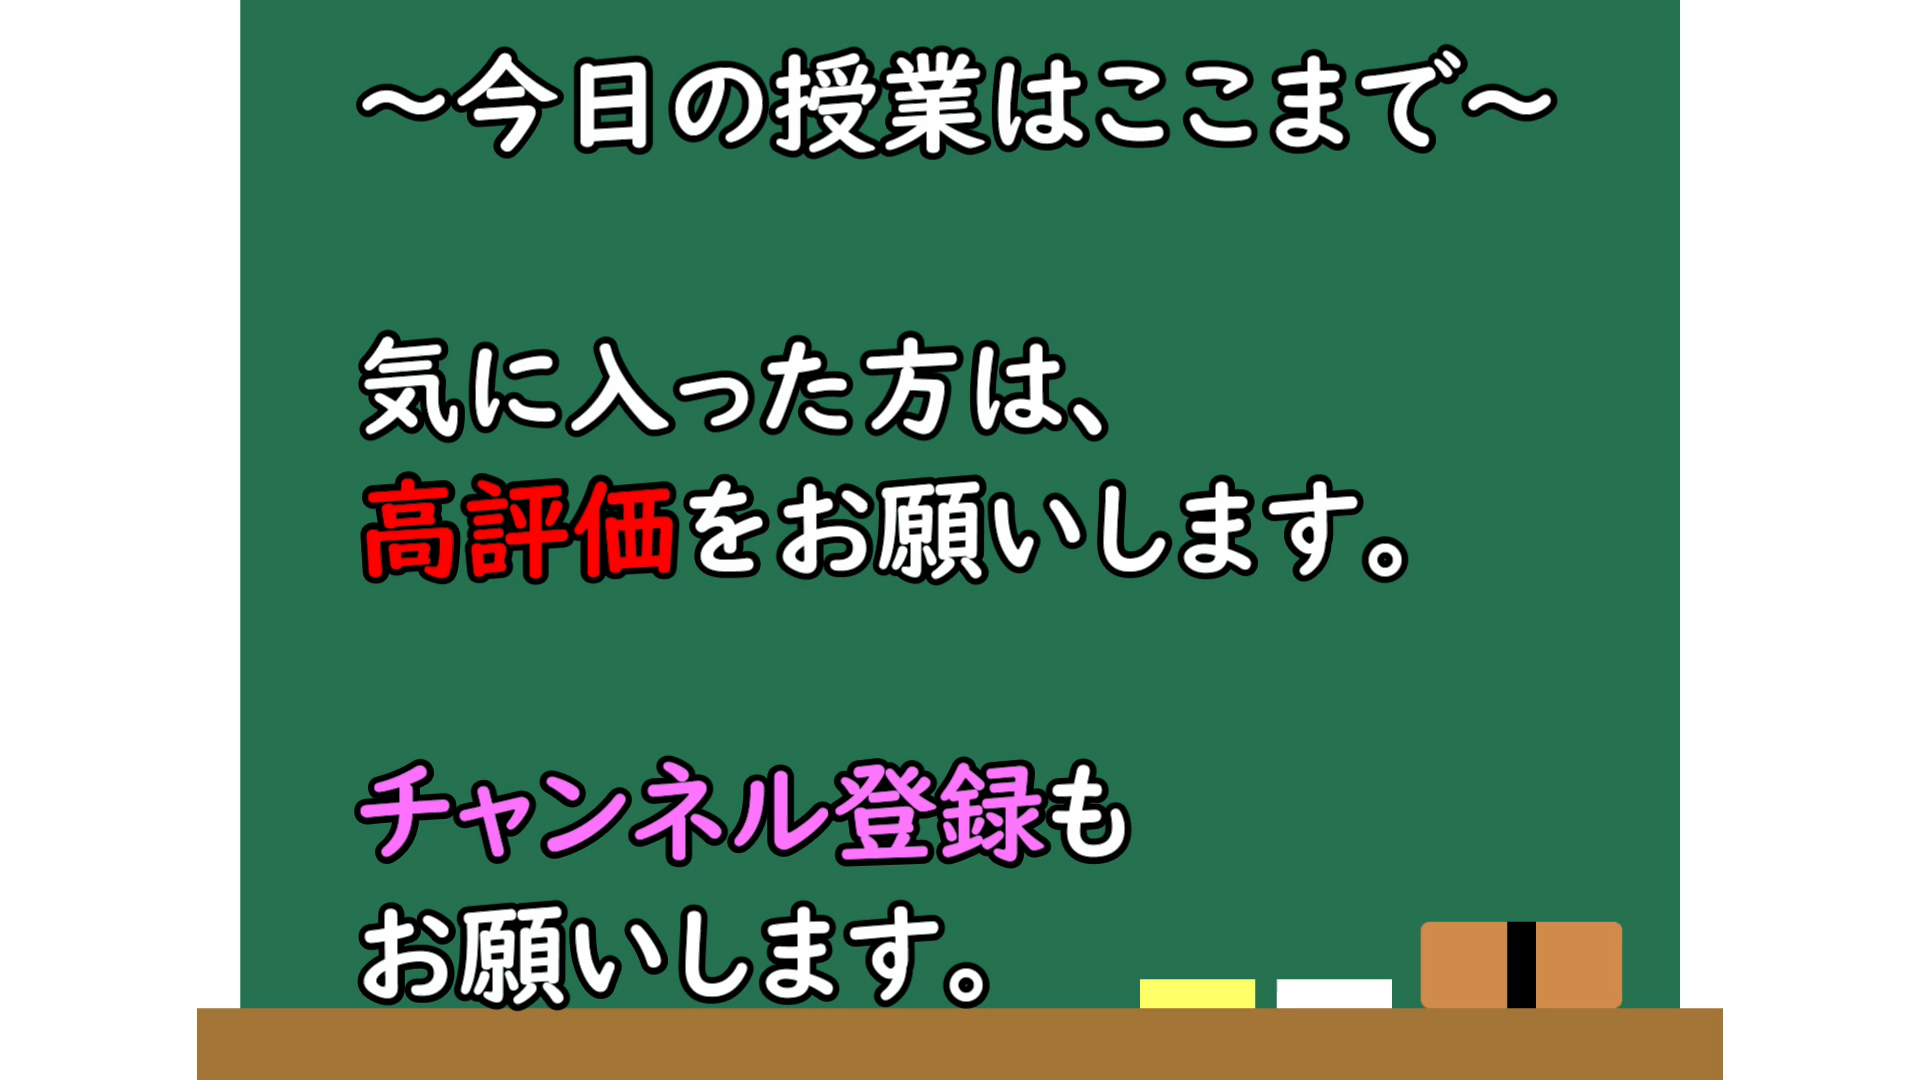 ～今日の授業はここまで～
気に入った方は、
高評価をお願いします。
チャンネル登録も
お願いします。